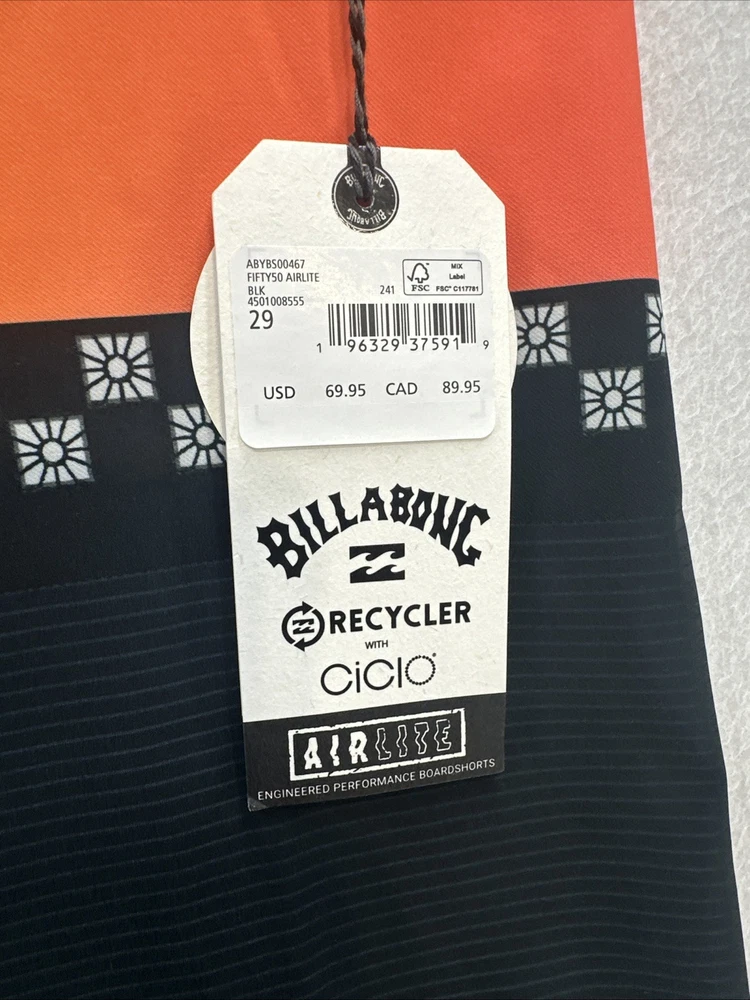 BILLABONG
BILLABONG
ABYBS00467
FIFTY50 AIRLITE
BLK
4501008555
29
241
FSC
MIX
Label
FSC® C117781
1 96329 37591 9
USD 69.95 CAD 89.95
BILLABONG
RECYCLER
WITH
CiCLO®
AIRLITE
ENGINEERED PERFORMANCE BOARDSHORTS